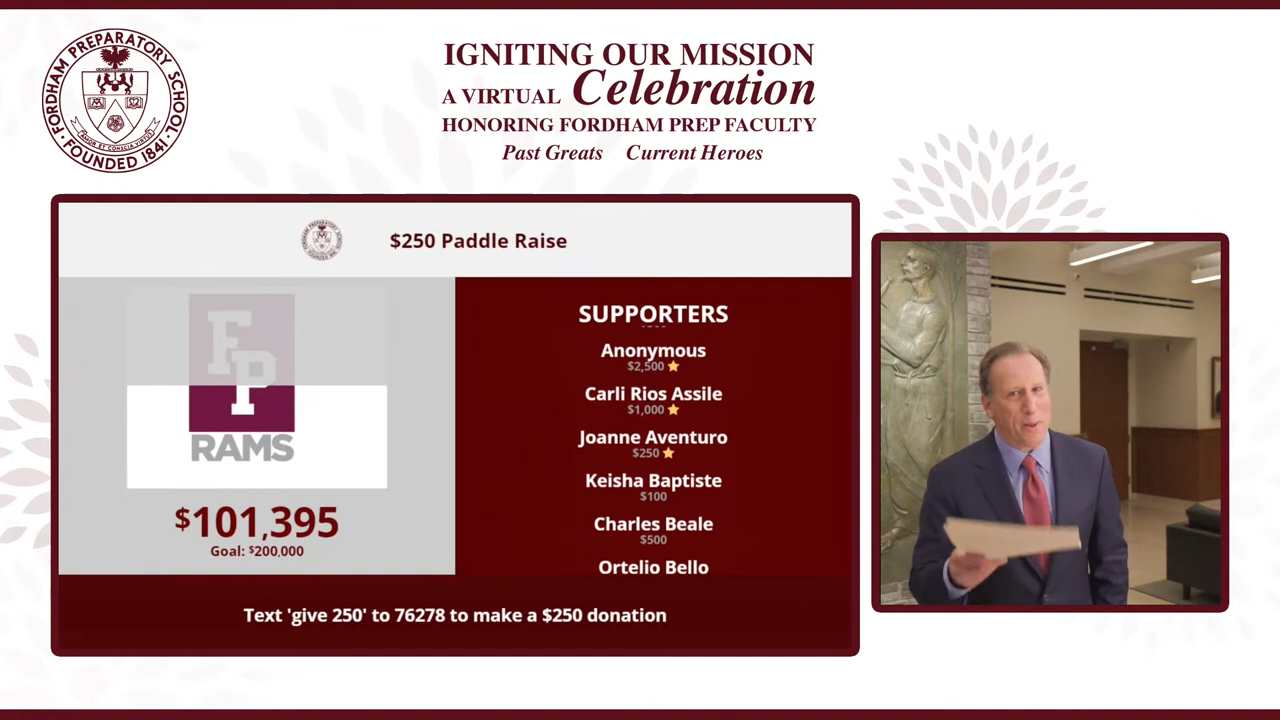 FORDHAM PREPARATORY SCHOOL
FOUNDED 1841
IGNITING OUR MISSION
A VIRTUAL Celebration
HONORING FORDHAM PREP FACULTY
Past Greats Current Heroes
$250 Paddle Raise
FP
RAMS
$101,395
Goal: $200,000
SUPPORTERS
Anonymous
$2,500
Carli Rios Assile
$1,000
Joanne Aventuro
$250
Keisha Baptiste
$100
Charles Beale
$500
Ortelio Bello
Text 'give 250' to 76278 to make a $250 donation